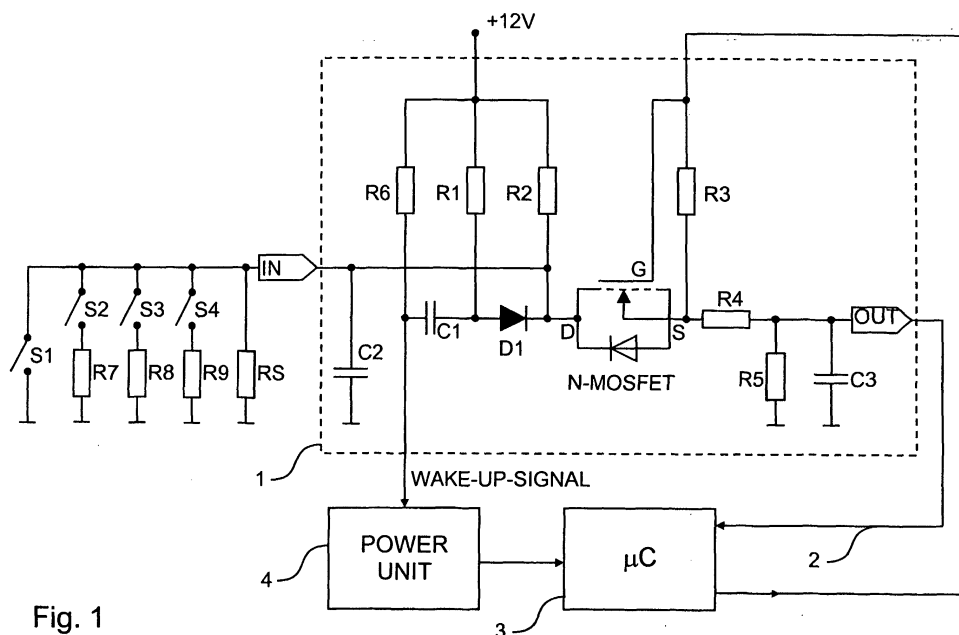 +12V
R6
R1
R2
R3
IN
G
R4
OUT
S1
S2
S3
S4
C1
D1
D
S
C2
R7
R8
R9
RS
N-MOSFET
R5
C3
1
WAKE-UP-SIGNAL
POWER
UNIT
µC
2
4
3
Fig. 1